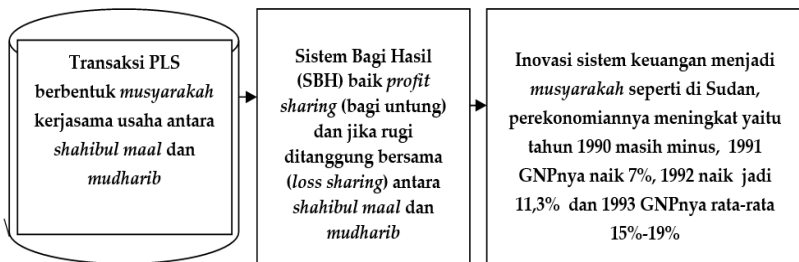 Transaksi PLS
berbentuk musyarakah
kerjasama usaha antara
shahibul maal dan
mudharib
Sistem Bagi Hasil
(SBH) baik profit
sharing (bagi untung)
dan jika rugi
ditanggung bersama
(loss sharing) antara
shahibul maal dan
mudharib
Inovasi sistem keuangan menjadi
musyarakah seperti di Sudan,
perekonomiannya meningkat yaitu
tahun 1990 masih minus, 1991
GNPnya naik 7%, 1992 naik jadi
11,3% dan 1993 GNPnya rata-rata
15%-19%